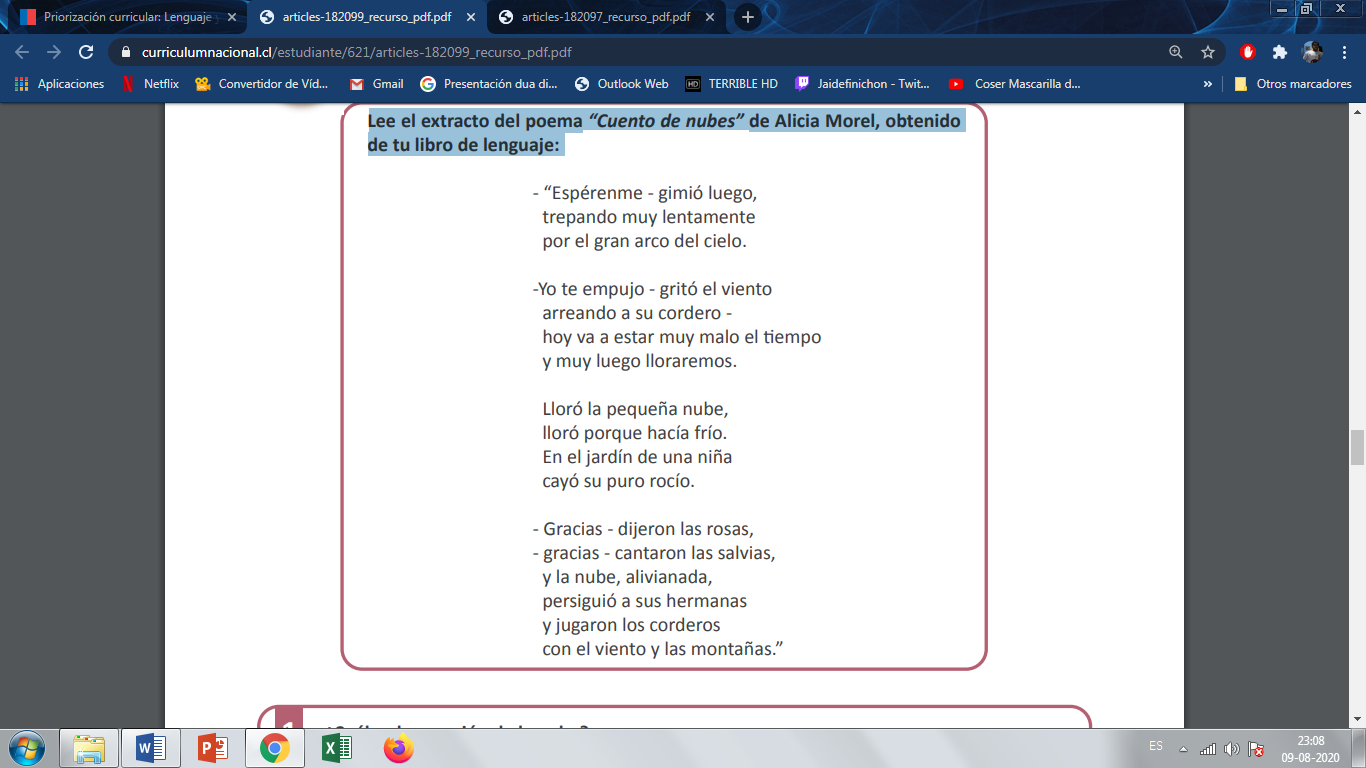 Priorización curricular: Lenguaje
articles-182099_recurso_pdf.pdf
articles-182097_recurso_pdf.pdf
curriculumnacional.cl/estudiante/621/articles-182099_recurso_pdf.pdf
Aplicaciones
Netflix
Convertidor de Víd...
Gmail
Presentación dua di...
Outlook Web
HD
TERRIBLE HD
Jaidefinichon - Twit...
Coser Mascarilla d...
»
Otros marcadores
Lee el extracto del poema “Cuento de nubes” de Alicia Morel, obtenido
de tu libro de lenguaje:
- “Espérenme - gimió luego,
trepando muy lentamente
por el gran arco del cielo.
-Yo te empujo - gritó el viento
arreando a su cordero -
hoy va a estar muy malo el tiempo
y muy luego lloraremos.
Lloró la pequeña nube,
lloró porque hacía frío.
En el jardín de una niña
cayó su puro rocío.
- Gracias - dijeron las rosas,
- gracias - cantaron las salvias,
y la nube, alivianada,
persiguió a sus hermanas
y jugaron los corderos
con el viento y las montañas.”
ES
23:08
09-08-2020